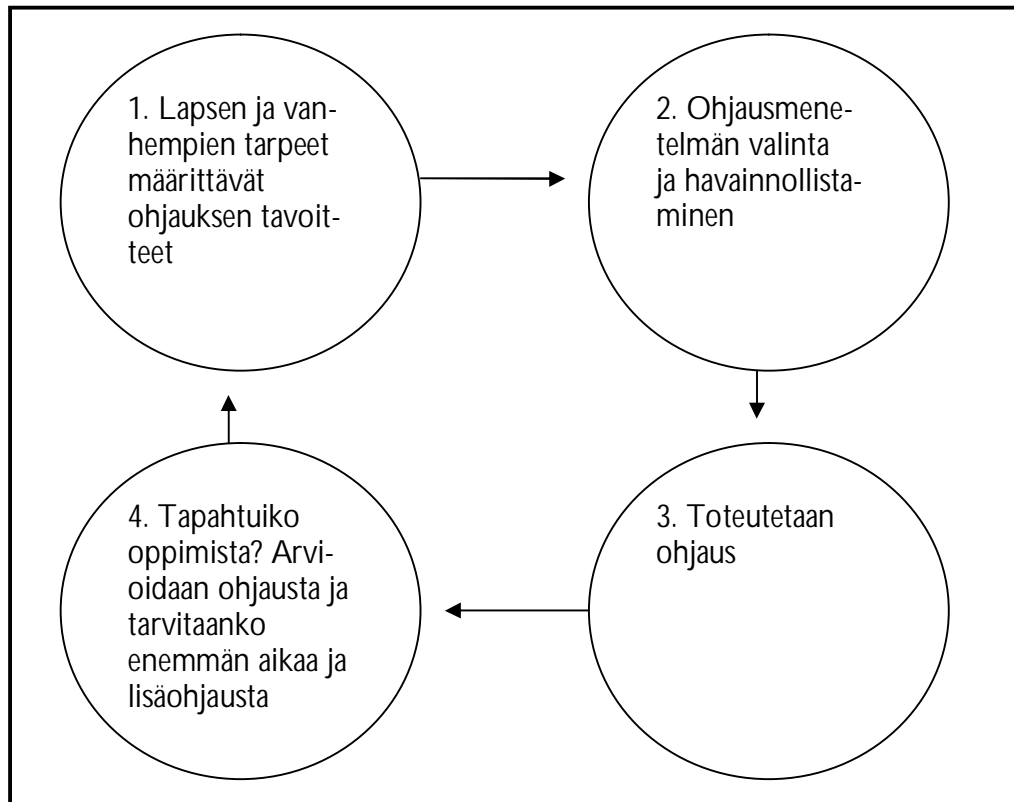 1. Lapsen ja van-
hempien tarpeet
määrittävät
ohjauksen tavoit-
teet
2. Ohjausmene-
telmän valinta
ja havainnollista-
minen
3. Toteutetaan
ohjaus
4. Tapahtuiko
oppimista? Arvi-
oidaan ohjausta ja
tarvitaanko
enemmän aikaa ja
lisäohjausta